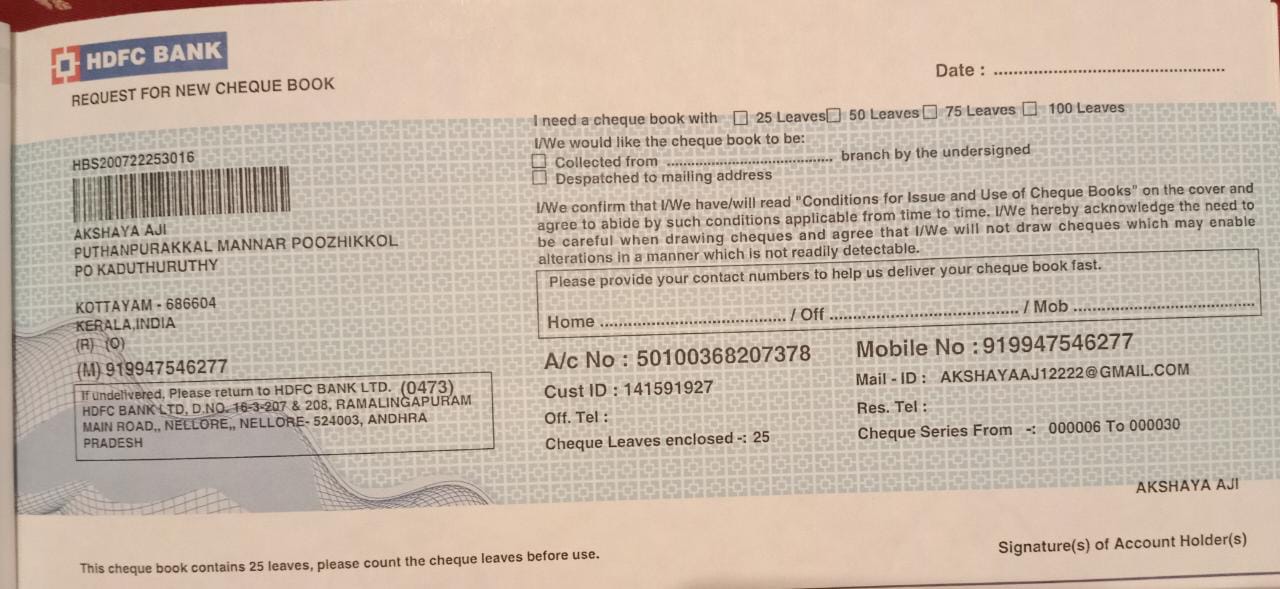 HDFC BANK
REQUEST FOR NEW CHEQUE BOOK
Date : ................................................
HBS200722253016
AKSHAYA AJI
PUTHANPURAKKAL MANNAR POOZHIKKOL
PO KADUTHURUTHY
KOTTAYAM - 686604
KERALA,INDIA
(R) (O)
(M) 919947546277
If undelivered, Please return to HDFC BANK LTD. (0473)
HDFC BANK LTD, D.NO. 16-3-207 & 208, RAMALINGAPURAM
MAIN ROAD,, NELLORE,, NELLORE- 524003, ANDHRA
PRADESH
I need a cheque book with 25 Leaves 50 Leaves 75 Leaves 100 Leaves
I/We would like the cheque book to be:
Collected from ........................................ branch by the undersigned
Despatched to mailing address
I/We confirm that I/We have/will read "Conditions for Issue and Use of Cheque Books" on the cover and
agree to abide by such conditions applicable from time to time. I/We hereby acknowledge the need to
be careful when drawing cheques and agree that I/We will not draw cheques which may enable
alterations in a manner which is not readily detectable.
Please provide your contact numbers to help us deliver your cheque book fast.
Home ............................................ / Off ............................................ / Mob ............................................
A/c No : 50100368207378 Mobile No : 919947546277
Cust ID : 141591927 Mail - ID : AKSHAYAAJ12222@GMAIL.COM
Off. Tel : Res. Tel :
Cheque Leaves enclosed -: 25 Cheque Series From -: 000006 To 000030
AKSHAYA AJI
Signature(s) of Account Holder(s)
This cheque book contains 25 leaves, please count the cheque leaves before use.